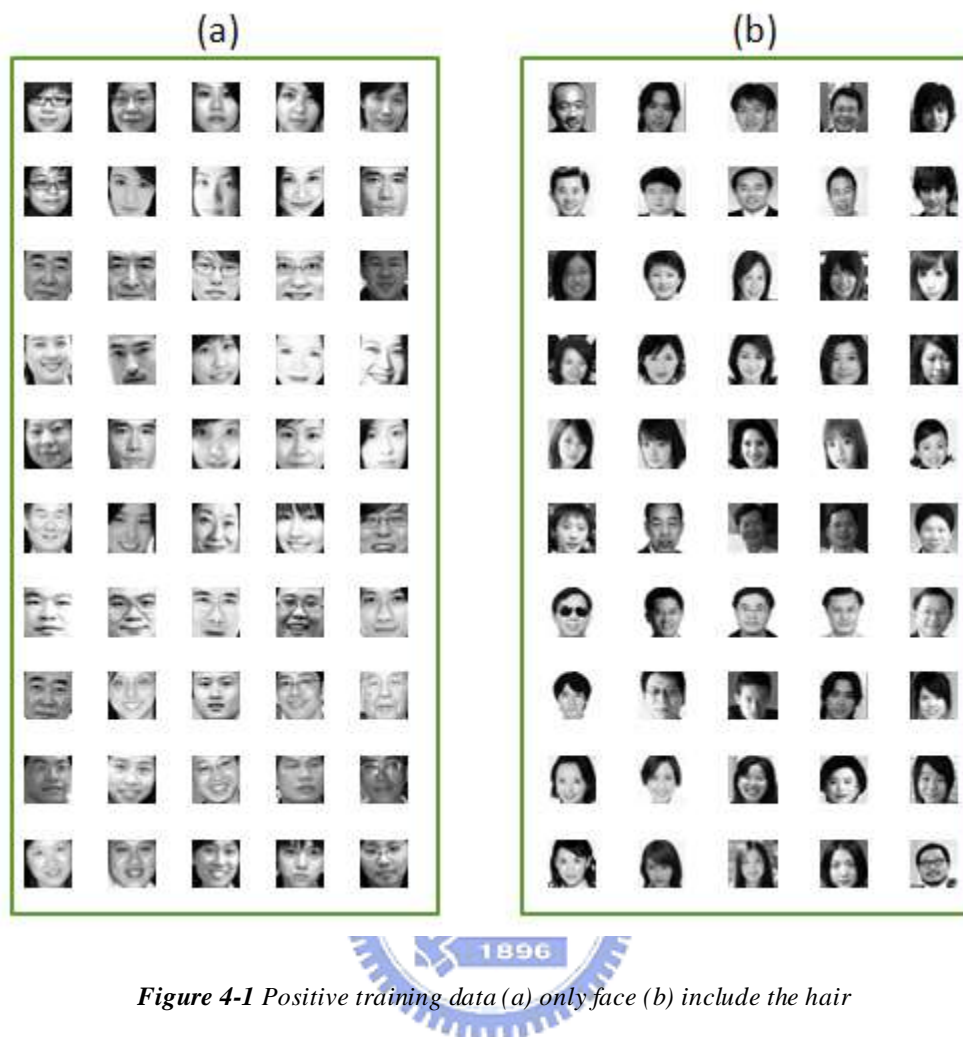 (a) (b)
1896
Figure 4-1 Positive training data (a) only face (b) include the hair